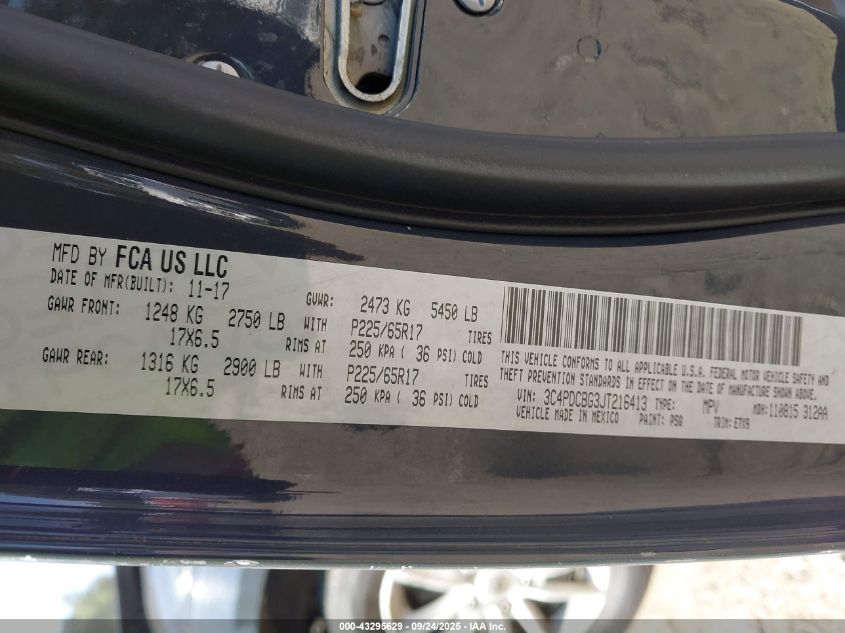 MFD BY FCA US LLC
DATE OF MFR(BUILT): 11-17 GVWR: 2473 KG 5450 LB
GAWR FRONT: 1248 KG 2750 LB WITH P225/65R17 TIRES
17X6.5 RIMS AT 250 KPA ( 36 PSI) COLD
GAWR REAR: 1316 KG 2900 LB WITH P225/65R17 TIRES
17X6.5 RIMS AT 250 KPA ( 36 PSI) COLD
THIS VEHICLE CONFORMS TO ALL APPLICABLE U.S.A. FEDERAL MOTOR VEHICLE SAFETY AND
THEFT PREVENTION STANDARDS IN EFFECT ON THE DATE OF MANUFACTURE SHOWN ABOVE.
VIN: 3C4PDCBG3JT216413 TYPE: MPV MDH:110815 312AA
VEHICLE MADE IN MEXICO PAINT: PSQ TRIM: E7X9
000-43295629 - 09/24/2025 - IAA Inc.